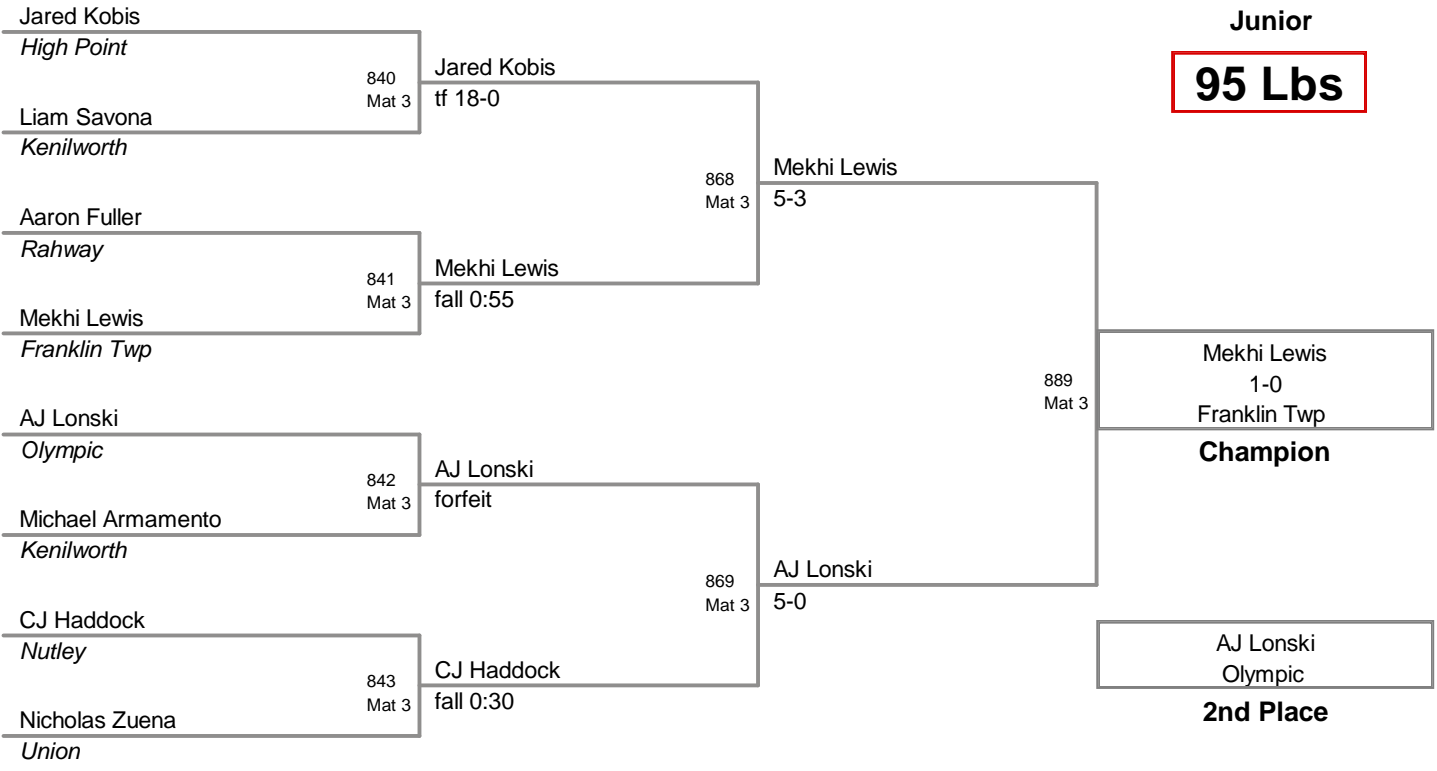 Jared Kobis
High Point
840
Mat 3
Liam Savona
Kenilworth
Aaron Fuller
Rahway
841
Mat 3
Mekhi Lewis
Franklin Twp
AJ Lonski
Olympic
842
Mat 3
Michael Armamento
Kenilworth
CJ Haddock
Nutley
843
Mat 3
Nicholas Zuena
Union
Jared Kobis
tf 18-0
868
Mat 3
Mekhi Lewis
fall 0:55
AJ Lonski
forfeit
869
Mat 3
CJ Haddock
fall 0:30
Mekhi Lewis
5-3
889
Mat 3
AJ Lonski
5-0
Junior
95 Lbs
Mekhi Lewis
1-0
Franklin Twp
Champion
AJ Lonski
Olympic
2nd Place